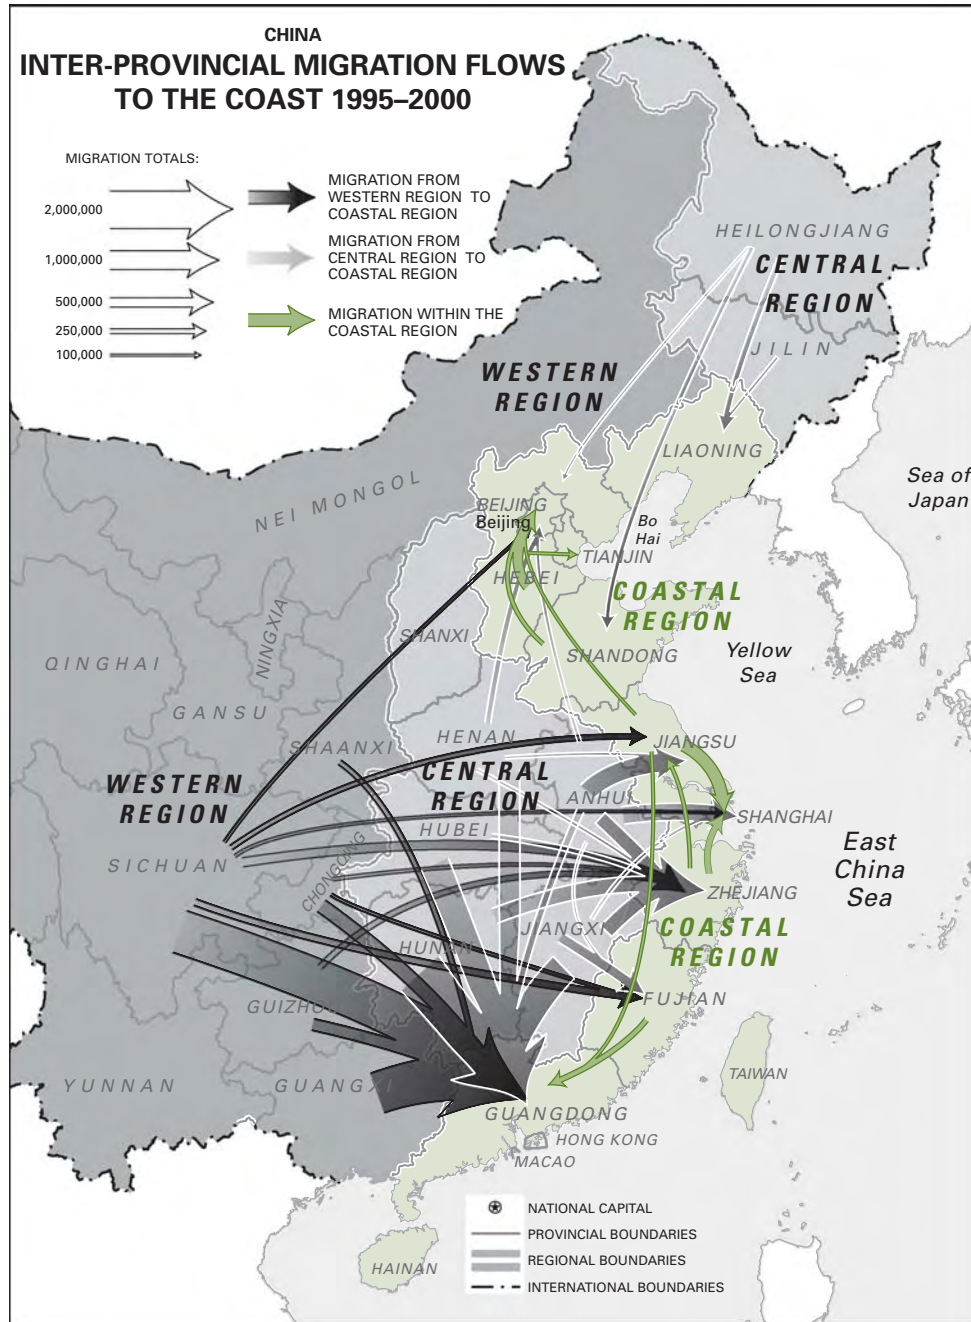 CHINA
INTER-PROVINCIAL MIGRATION FLOWS
TO THE COAST 1995–2000
MIGRATION TOTALS:
2,000,000
1,000,000
500,000
250,000
100,000
MIGRATION FROM
WESTERN REGION TO
COASTAL REGION
MIGRATION FROM
CENTRAL REGION TO
COASTAL REGION
MIGRATION WITHIN THE
COASTAL REGION
HEILONGJIANG
CENTRAL
REGION
JILIN
WESTERN
REGION
LIAONING
Sea of
Japan
NEI MONGOL
BEIJING
Beijing
Bo
Hai
TIANJIN
HEBEI
COASTAL
REGION
NINGXIA
SHANXI
SHANDONG
Yellow
Sea
QINGHAI
GANSU
SHAANXI
HENAN
JIANGSU
WESTERN
REGION
CENTRAL
REGION
ANHUI
SHANGHAI
HUBEI
East
China
Sea
SICHUAN
CHONGQING
ZHEJIANG
JIANGXI
COASTAL
REGION
HUNAN
FUJIAN
GUIZHOU
TAIWAN
YUNNAN
GUANGXI
GUANGDONG
HONG KONG
MACAO
HAINAN
NATIONAL CAPITAL
PROVINCIAL BOUNDARIES
REGIONAL BOUNDARIES
INTERNATIONAL BOUNDARIES